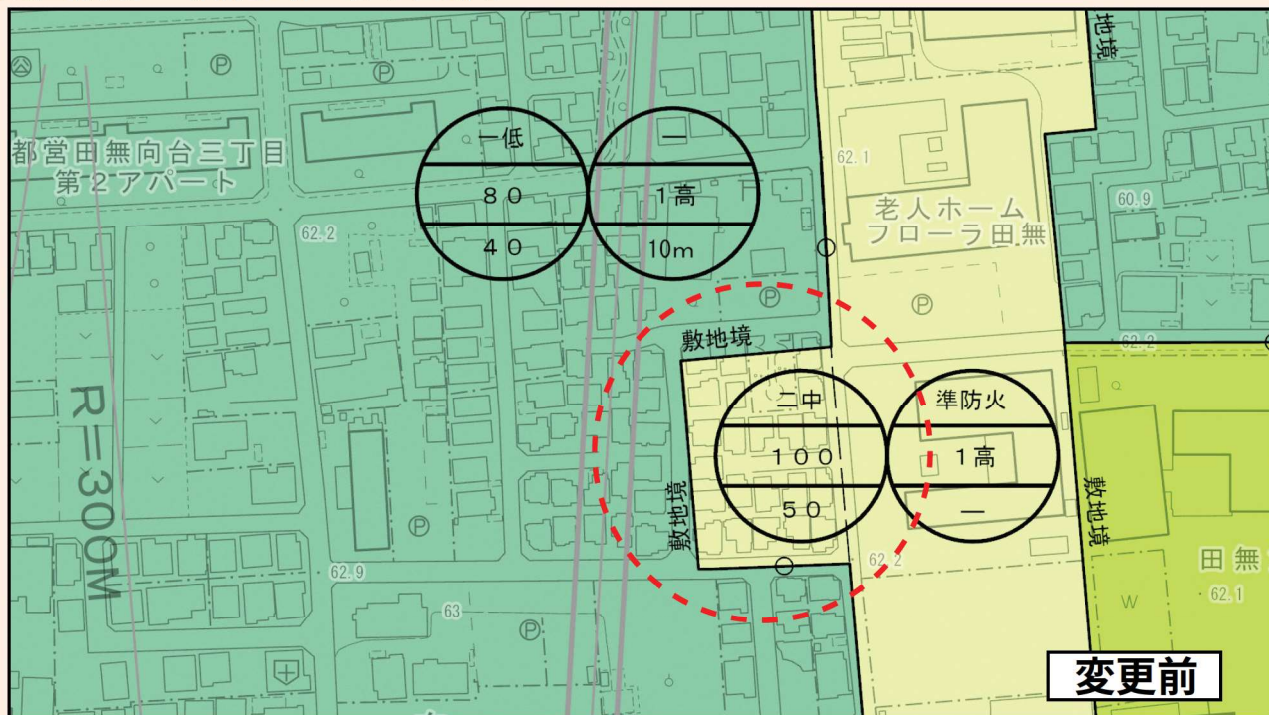 地境
P
P
都営田無向台三丁目
第2アパート
一低
80
40
一
1高
10m
62.1
60.9
老人ホーム
フローラ田無
62.2
P
P
敷地境
62.2
二中
100
50
準防火
1高
—
R=300M
敷地境
敷地境
P
62.9
62.2
田無
62.1
63
P
W
変更前